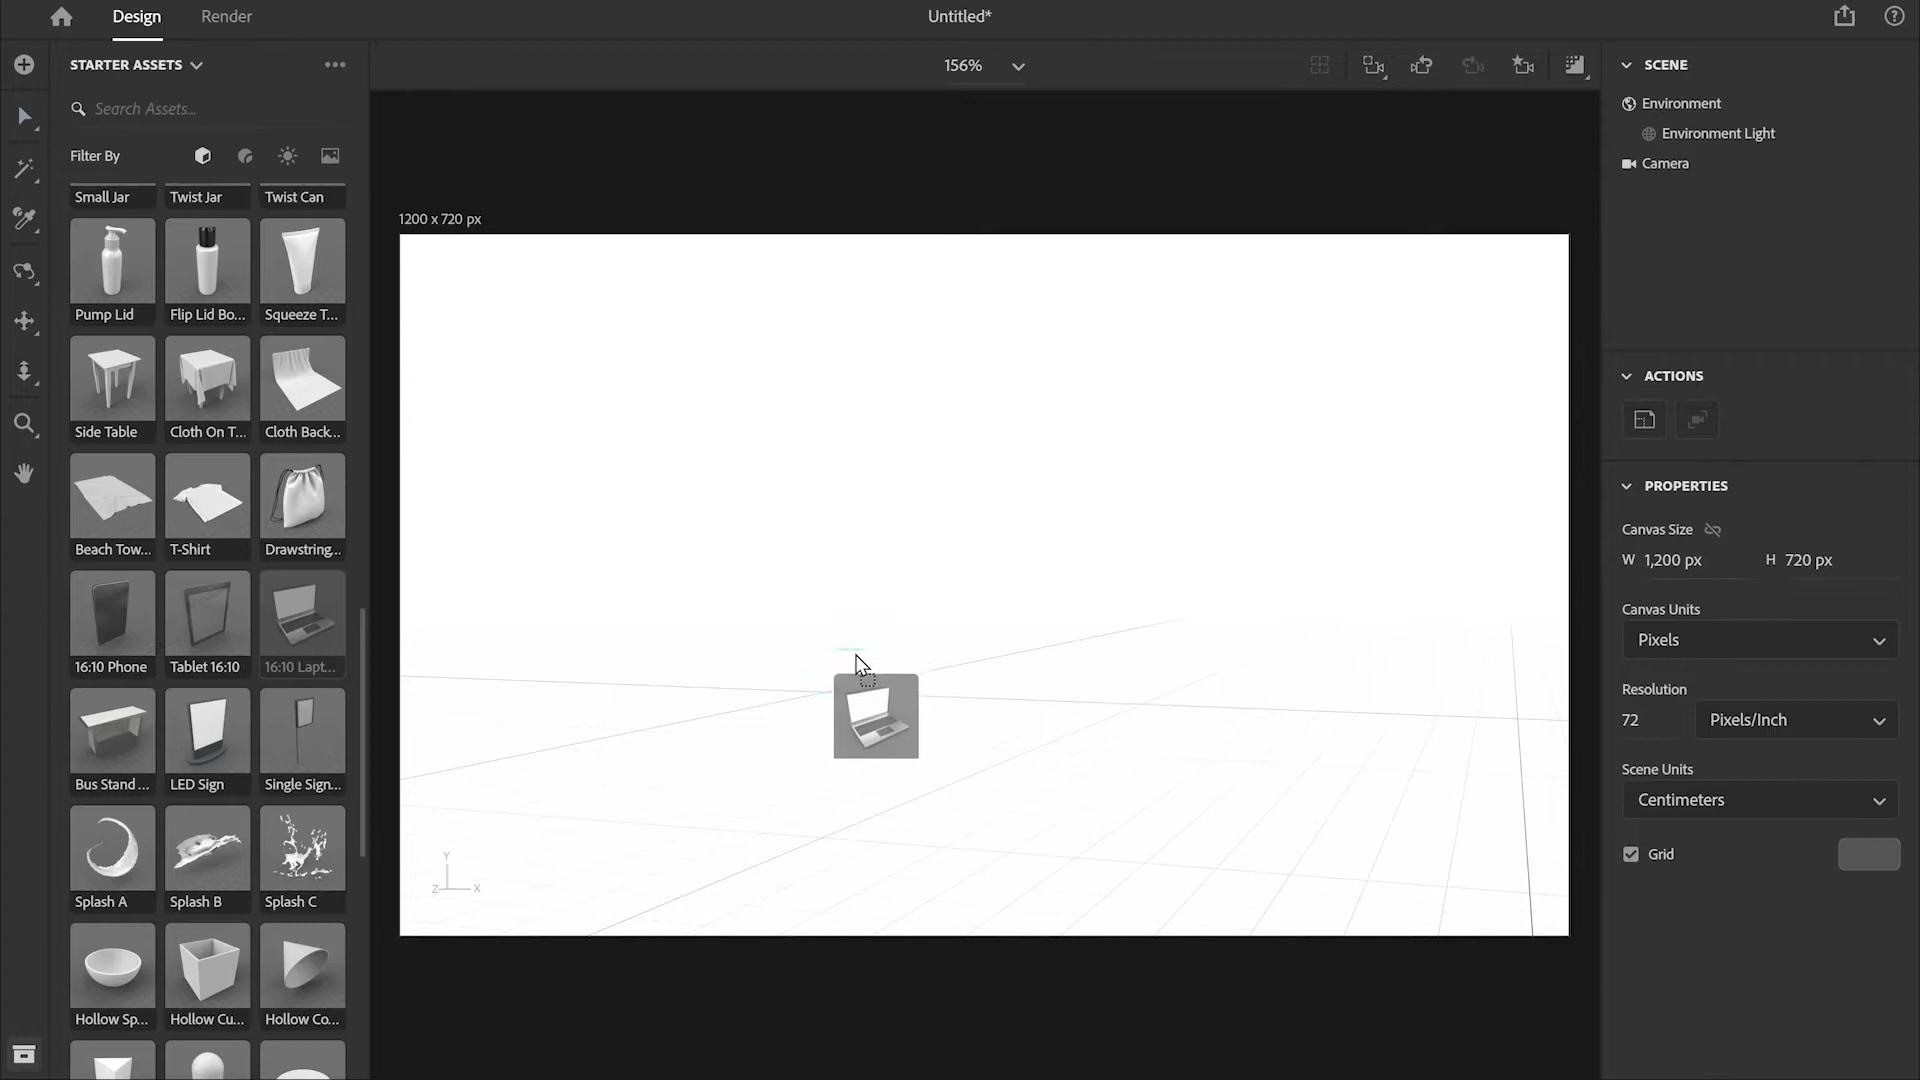 Design
Render
Untitled*
STARTER ASSETS
156%
SCENE
Search Assets...
Environment
Environment Light
Camera
Filter By
Small Jar
Twist Jar
Twist Can
1200 x 720 px
Pump Lid
Flip Lid Bo...
Squeeze T...
ACTIONS
Side Table
Cloth On T...
Cloth Back...
PROPERTIES
Canvas Size
W 1,200 px
H 720 px
Beach Tow...
T-Shirt
Drawstring...
Canvas Units
Pixels
16:10 Phone
Tablet 16:10
16:10 Lapt...
Resolution
72
Pixels/Inch
Bus Stand ...
LED Sign
Single Sign...
Scene Units
Centimeters
Grid
Y
Z
X
Splash A
Splash B
Splash C
Hollow Sp...
Hollow Cu...
Hollow Co...